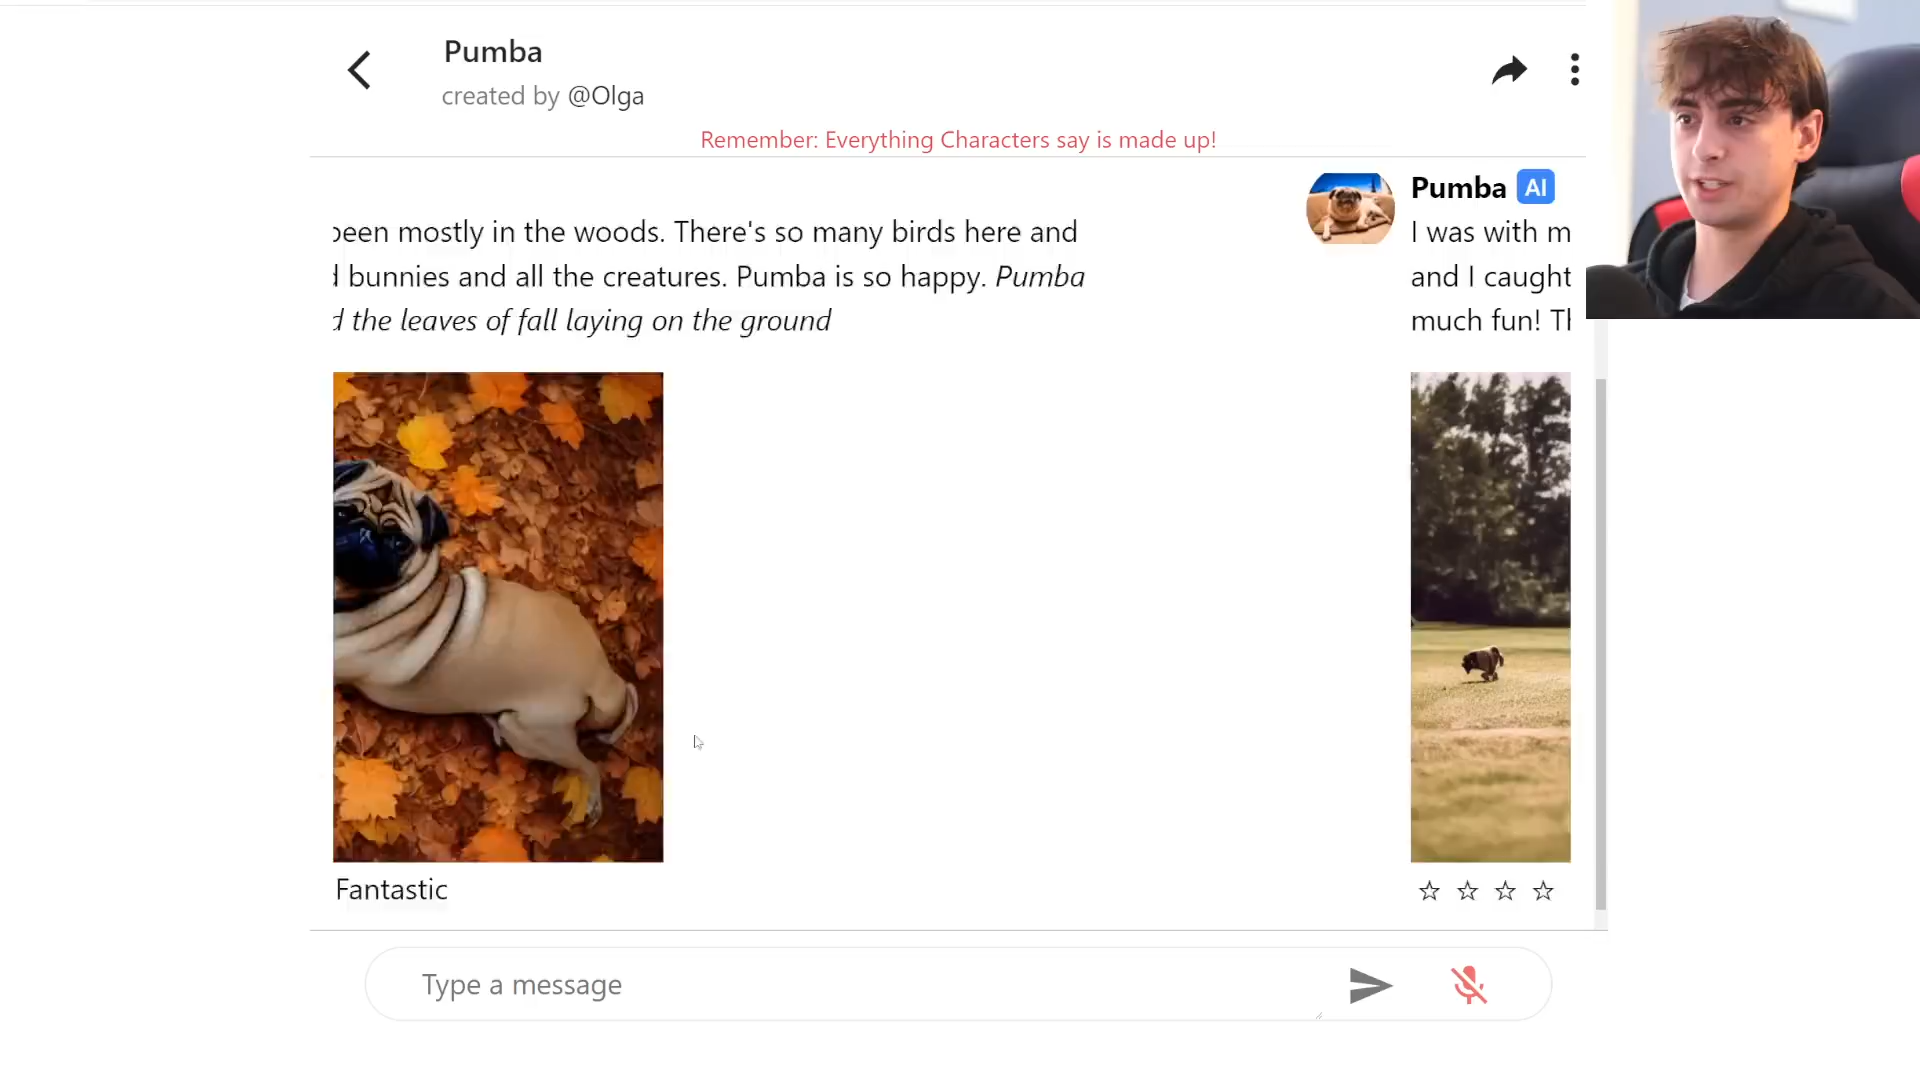 Pumba
created by @Olga
Remember: Everything Characters say is made up!
been mostly in the woods. There's so many birds here and
bunnies and all the creatures. Pumba is so happy. Pumba
the leaves of fall laying on the ground
Fantastic
Pumba AI
I was with m
and I caught
much fun!
Type a message